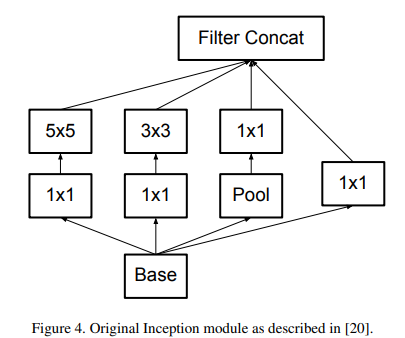 Filter Concat
5x5
3x3
1x1
1x1
1x1
Pool
1x1
Base
Figure 4. Original Inception module as described in [20].